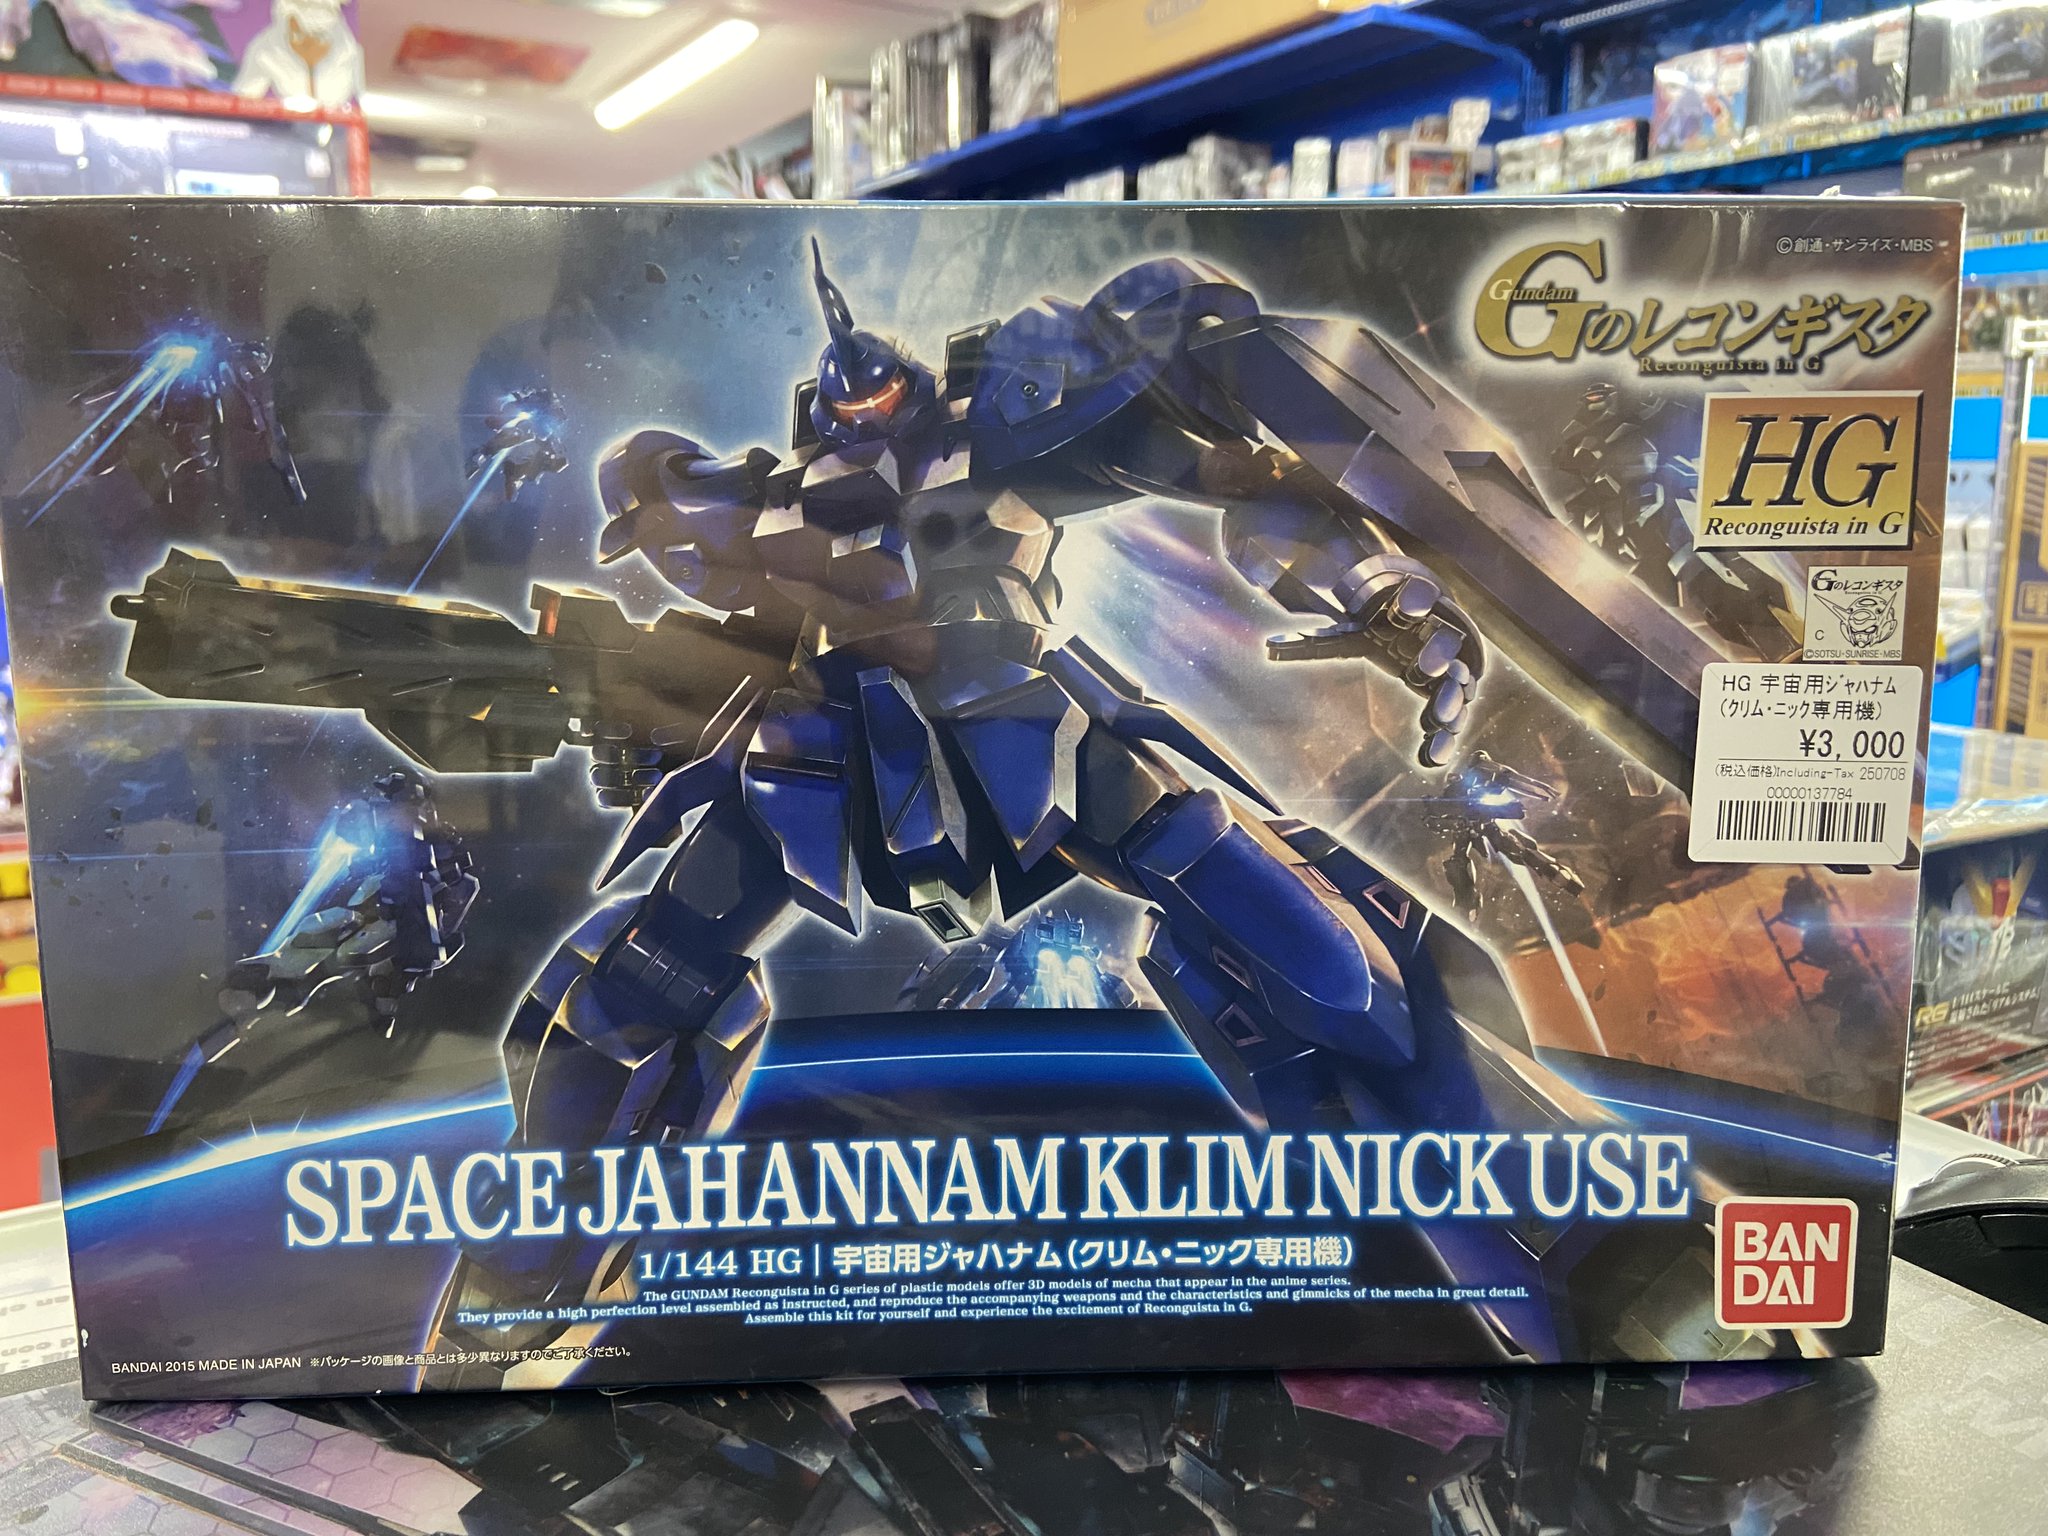 ©創通・サンライズ・MBS
Gundam
Gのレコンギスタ
Reconguista in G
HG
Reconguista in G
Gのレコンギスタ
Reconguista in G
C
©SOTSU・SUNRISE・MBS
HG 宇宙用ｼﾞｬﾊﾅﾑ
(ｸﾘﾑ・ﾆｯｸ専用機)
¥3,000
(税込価格)Including-Tax 250708
00000137784
RG
SPACE JAHANNAM KLIM NICK USE
1/144 HG | 宇宙用ジャハナム(クリム・ニック専用機)
The GUNDAM Reconguista in G series of plastic models offer 3D models of mecha that appear in the anime series.
They provide a high perfection level assembled as instructed, and reproduce the accompanying weapons and the characteristics and gimmicks of the mecha in great detail.
Assemble this kit for yourself and experience the excitement of Reconguista in G.
BAN
DAI
BANDAI 2015 MADE IN JAPAN ※パッケージの画像と商品とは多少異なりますのでご了承ください。